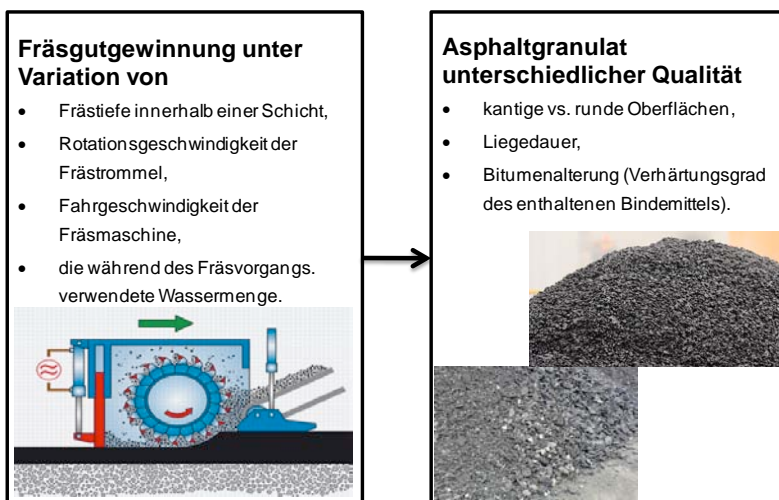 Fräsgutgewinnung unter
Variation von
• Frästiefe innerhalb einer Schicht,
• Rotationsgeschwindigkeit der
Frästrommel,
• Fahrgeschwindigkeit der
Fräsmaschine,
• die während des Fräsvorgangs.
verwendete Wassermenge.
Asphaltgranulat
unterschiedlicher Qualität
• kantige vs. runde Oberflächen,
• Liegedauer,
• Bitumenalterung (Verhärtungsgrad
des enthaltenen Bindemittels).